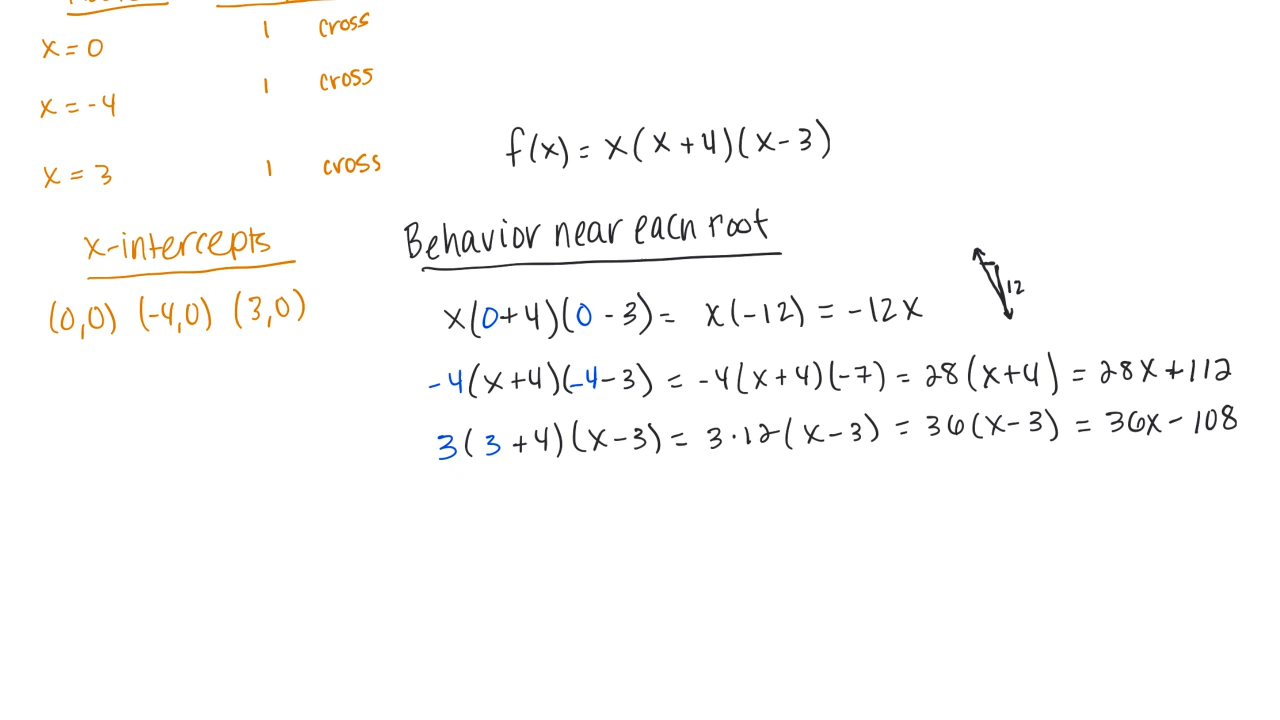 x = 0 1 cross
x = -4 1 cross
x = 3 1 cross
f(x) = x(x+4)(x-3)
x-intercepts
(0,0) (-4,0) (3,0)
Behavior near each root
x(0+4)(0-3) = x(-12) = -12x
12
-4(x+4)(-4-3) = -4(x+4)(-7) = 28(x+4) = 28x+112
3(3+4)(x-3) = 3·12(x-3) = 36(x-3) = 36x-108